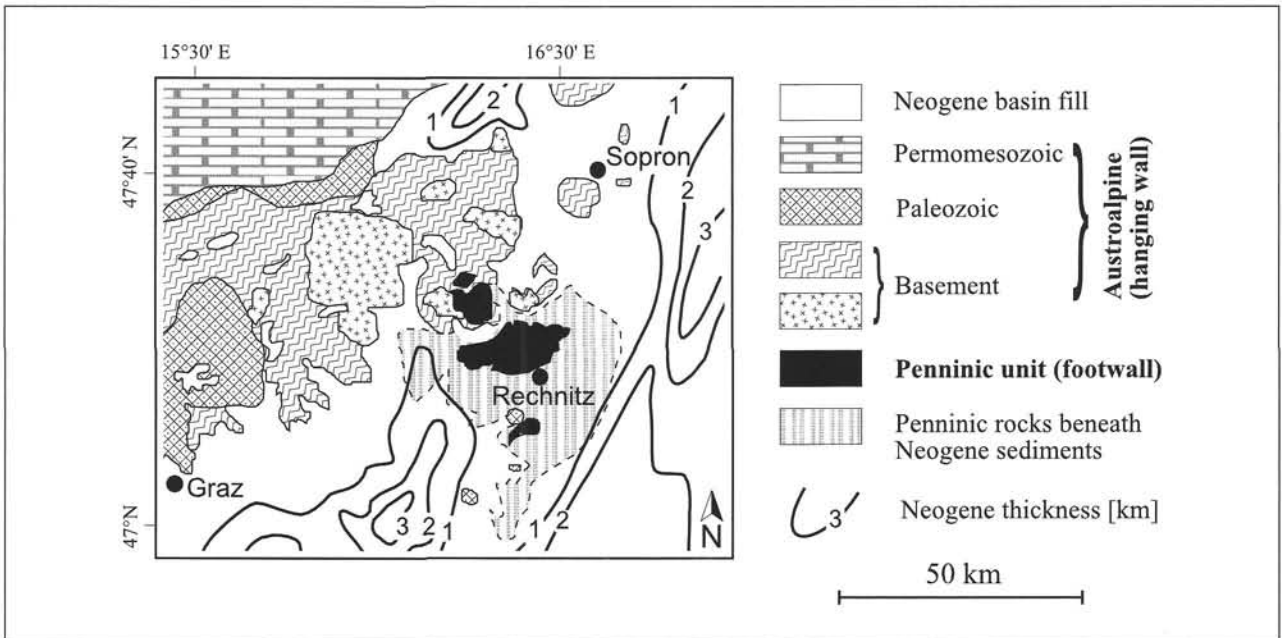 15°30' E
16°30' E
47°40' N
47°N
1
2
1
2
3
Sopron
Rechnitz
Graz
3
2
1
1
2
N
Neogene basin fill
Permomesozoic
Paleozoic
Basement
Austroalpine
(hanging wall)
Penninic unit (footwall)
Penninic rocks beneath
Neogene sediments
3
Neogene thickness [km]
50 km